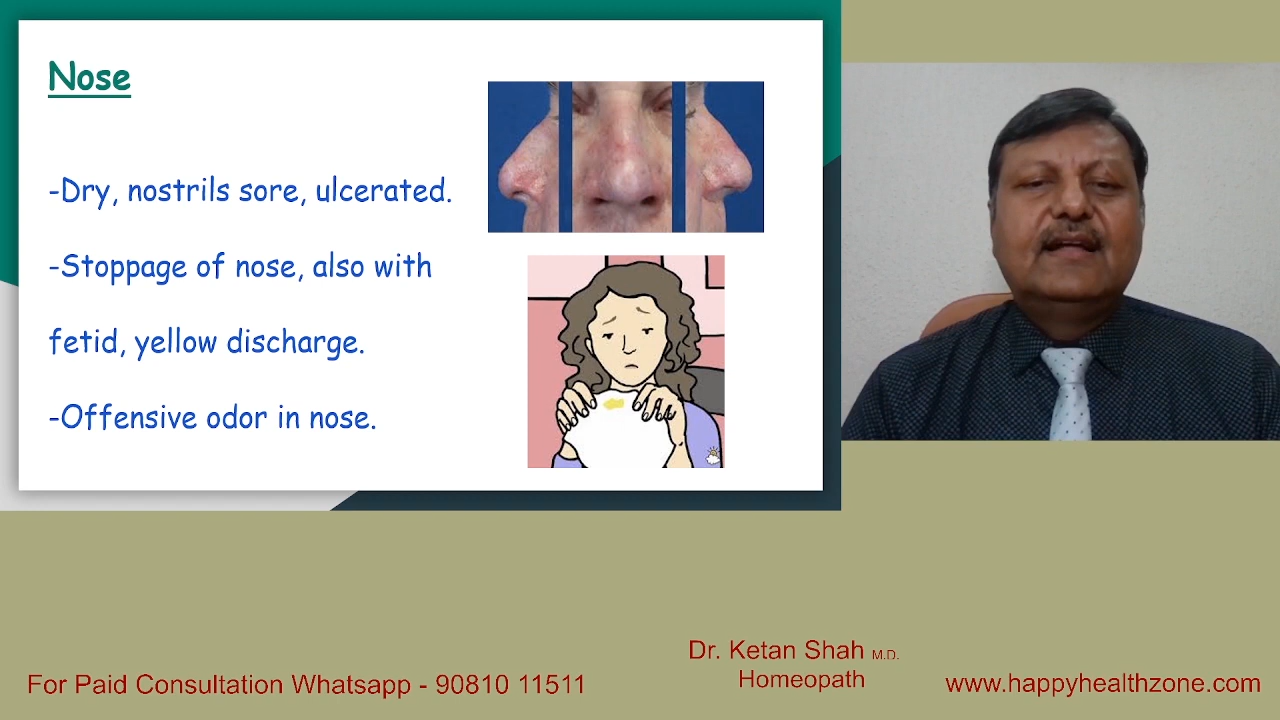 Nose
-Dry, nostrils sore, ulcerated.
-Stoppage of nose, also with
fetid, yellow discharge.
-Offensive odor in nose.
Dr. Ketan Shah M.D.
Homeopath
For Paid Consultation Whatsapp - 90810 11511
www.happyhealthzone.com